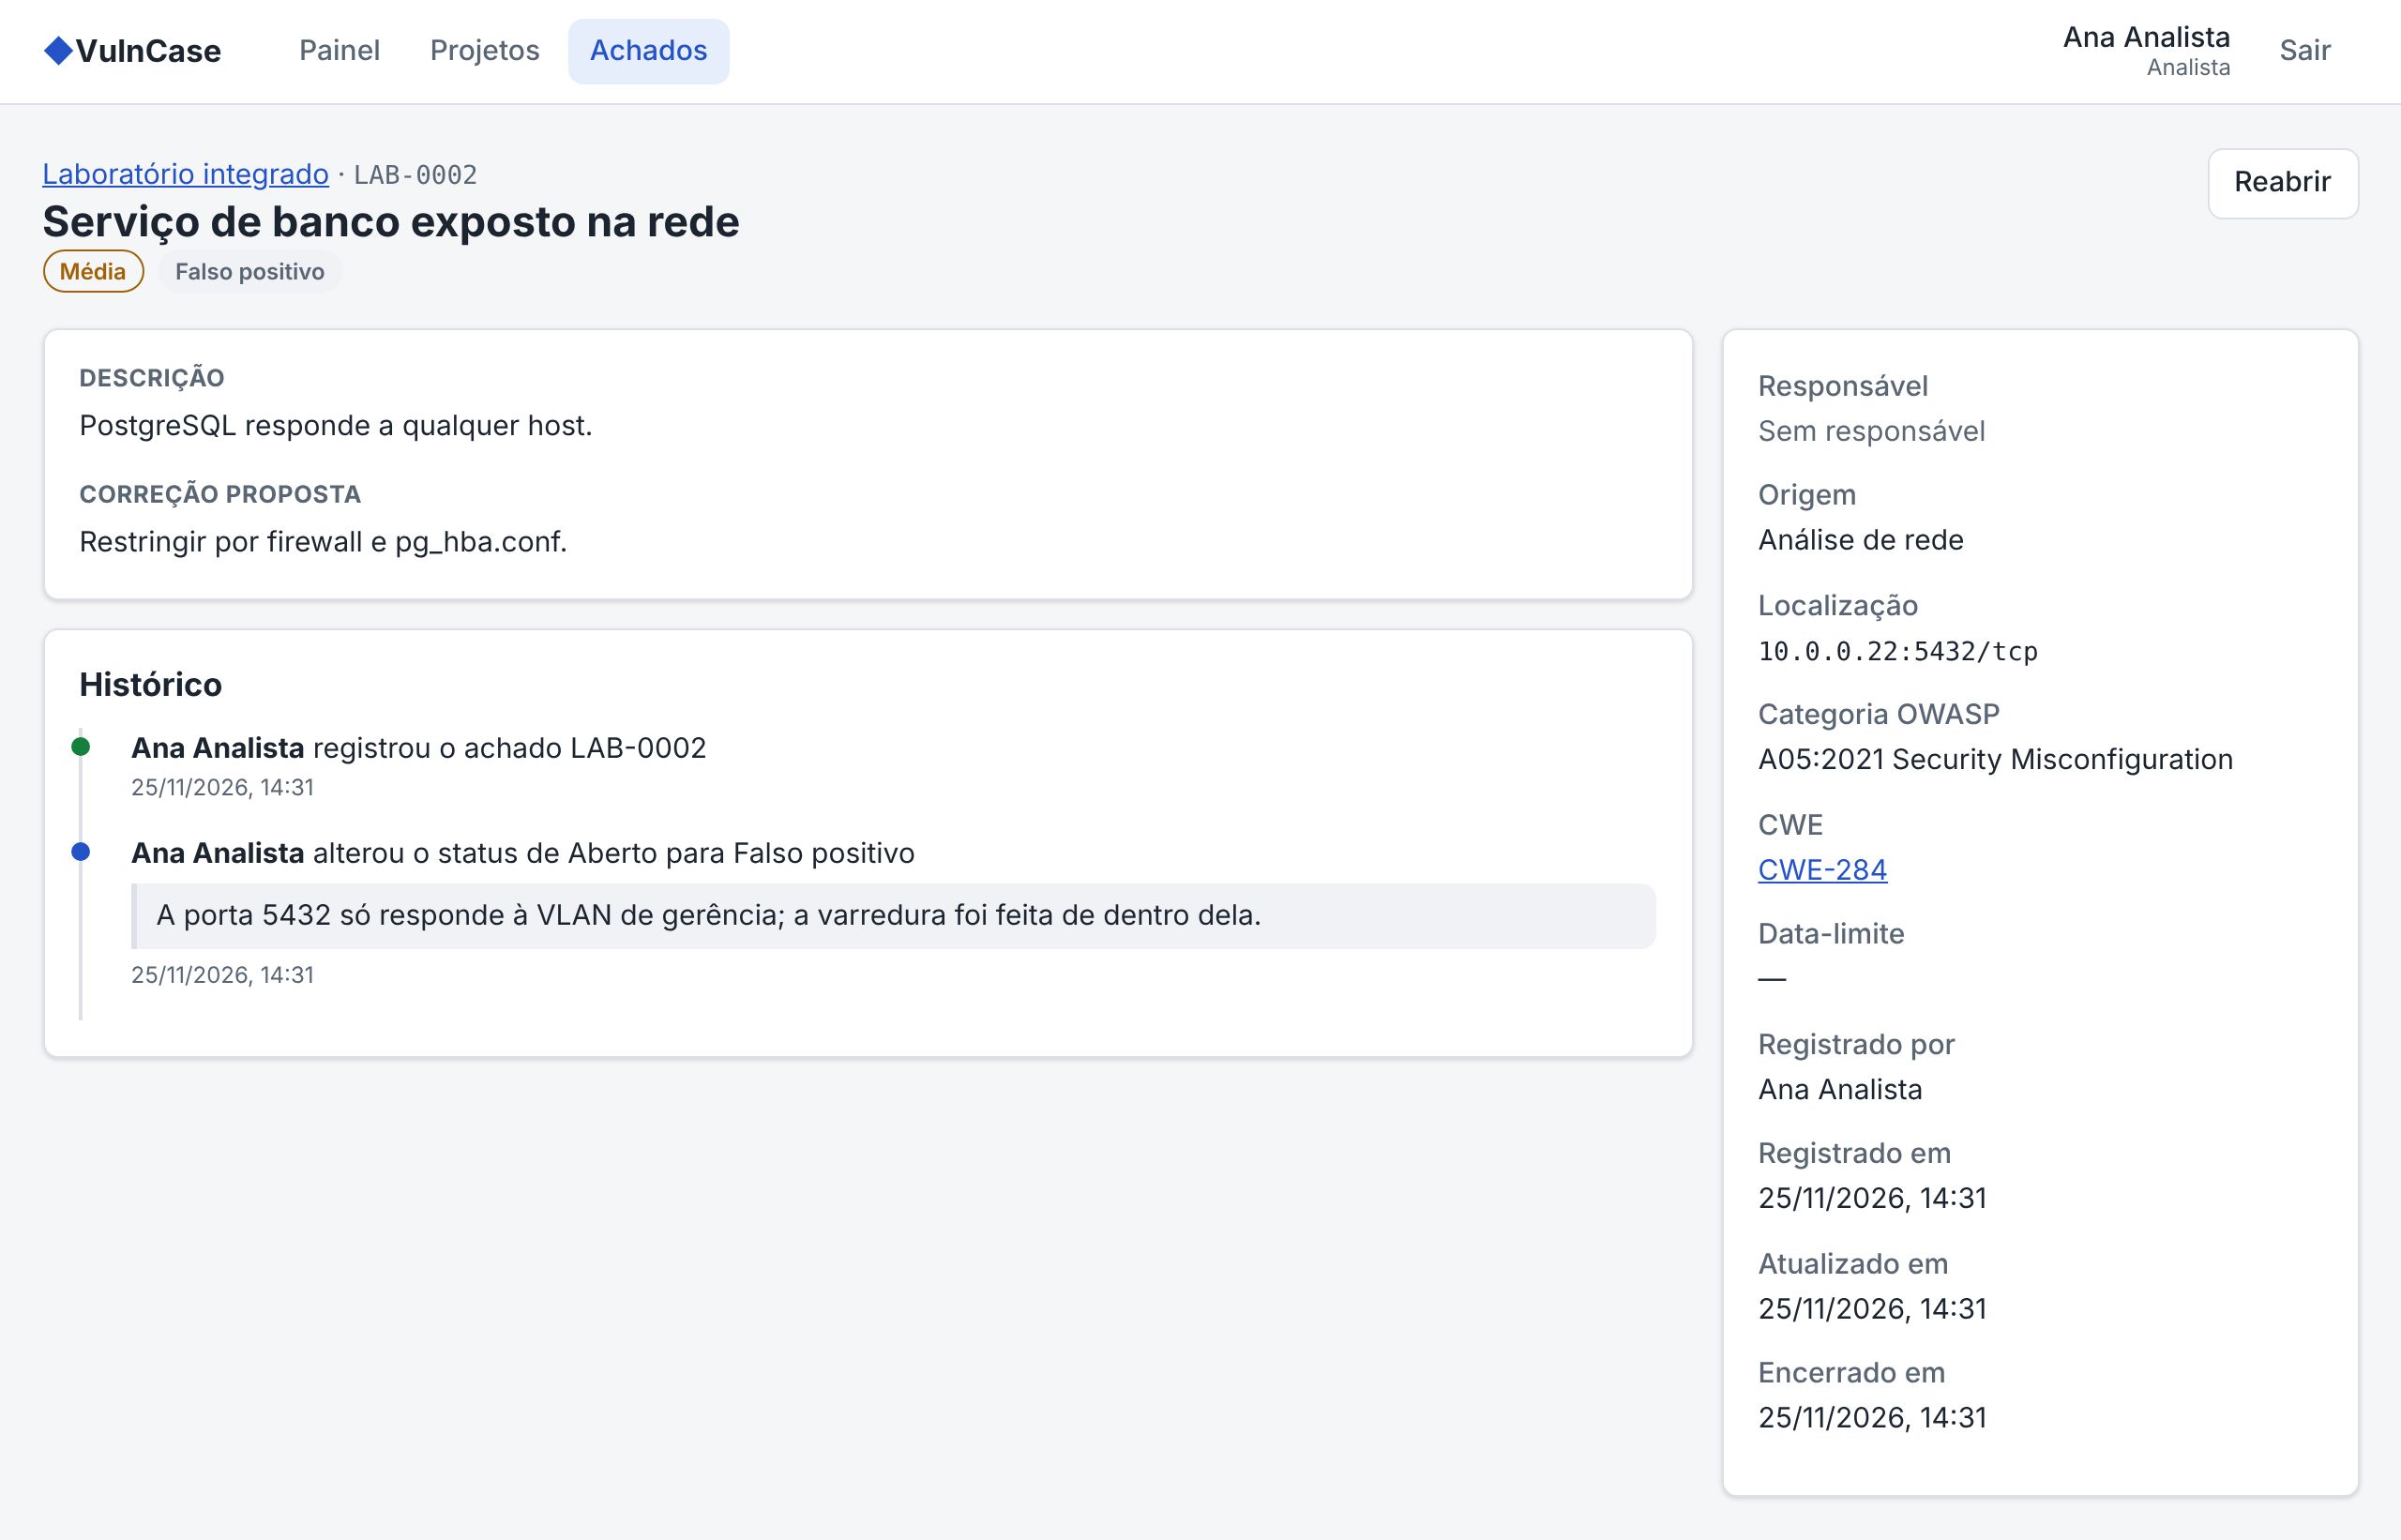 VulnCase
Painel
Projetos
Achados
Ana Analista
Analista
Sair
Laboratório integrado · LAB-0002
Serviço de banco exposto na rede
Média
Falso positivo
Reabrir
DESCRIÇÃO
PostgreSQL responde a qualquer host.
CORREÇÃO PROPOSTA
Restringir por firewall e pg_hba.conf.
Histórico
Ana Analista registrou o achado LAB-0002
25/11/2026, 14:31
Ana Analista alterou o status de Aberto para Falso positivo
A porta 5432 só responde à VLAN de gerência; a varredura foi feita de dentro dela.
25/11/2026, 14:31
Responsável
Sem responsável
Origem
Análise de rede
Localização
10.0.0.22:5432/tcp
Categoria OWASP
A05:2021 Security Misconfiguration
CWE
CWE-284
Data-limite
—
Registrado por
Ana Analista
Registrado em
25/11/2026, 14:31
Atualizado em
25/11/2026, 14:31
Encerrado em
25/11/2026, 14:31